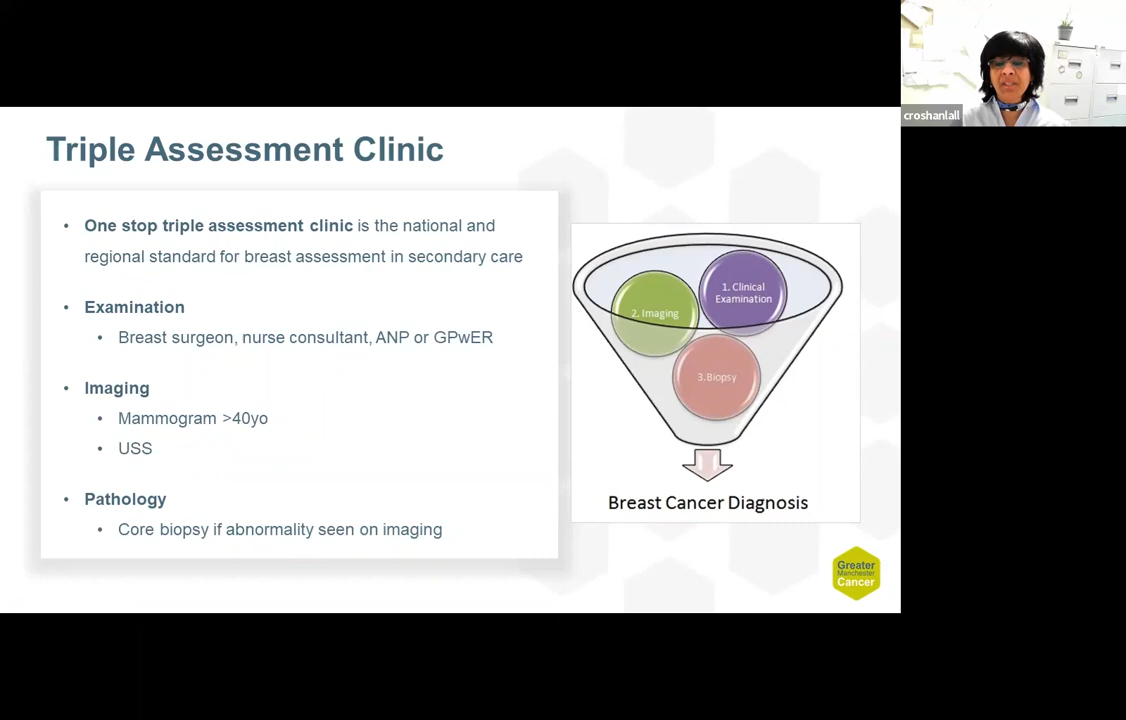 croshanlall
Triple Assessment Clinic
• One stop triple assessment clinic is the national and
regional standard for breast assessment in secondary care
• Examination
• Breast surgeon, nurse consultant, ANP or GPwER
• Imaging
• Mammogram >40yo
• USS
• Pathology
• Core biopsy if abnormality seen on imaging
1. Clinical
Examination
2. Imaging
3.Biopsy
Breast Cancer Diagnosis
Greater
Manchester
Cancer